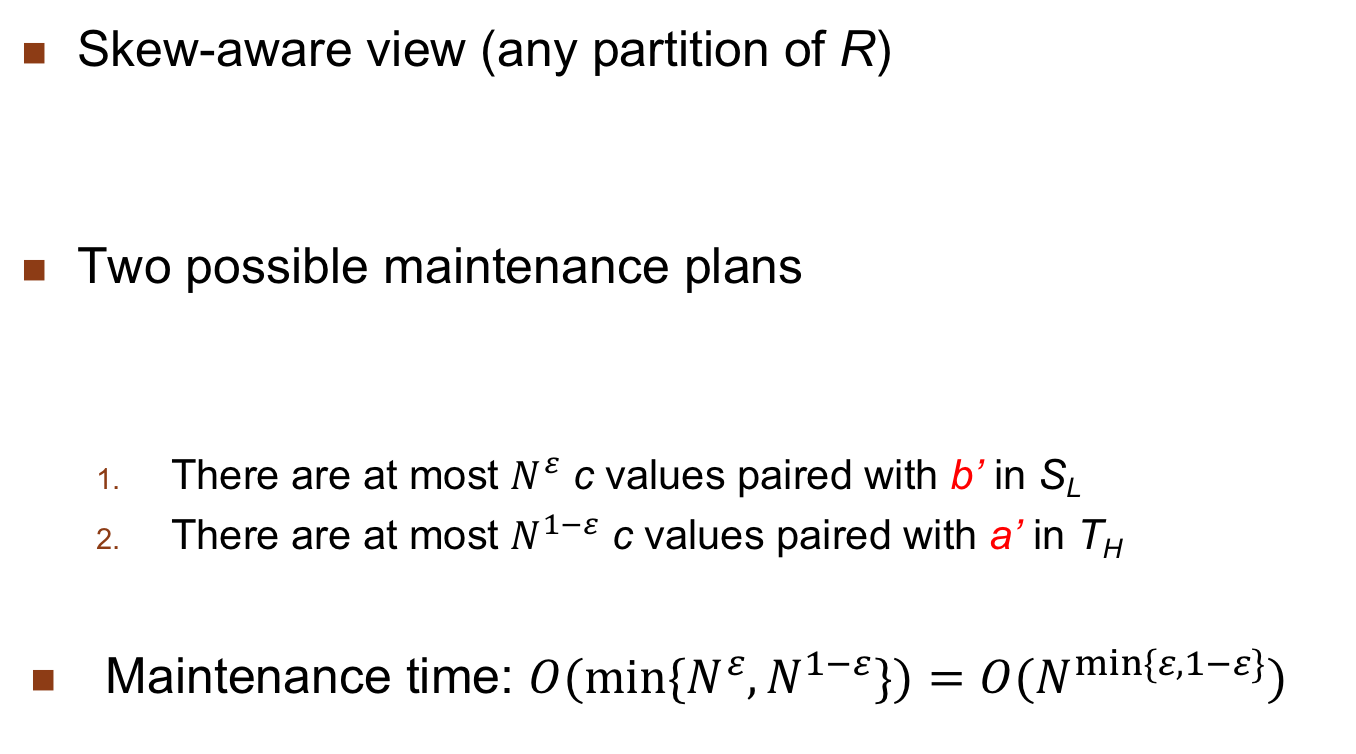 ■ Skew-aware view (any partition of R)
■ Two possible maintenance plans
1. There are at most 𝑁^𝜀 c values paired with b’ in S_L
2. There are at most 𝑁^{1−𝜀} c values paired with a’ in T_H
■ Maintenance time: 𝑂(min{𝑁^𝜀, 𝑁^{1−𝜀}}) = 𝑂(𝑁^{min{𝜀,1−𝜀}})